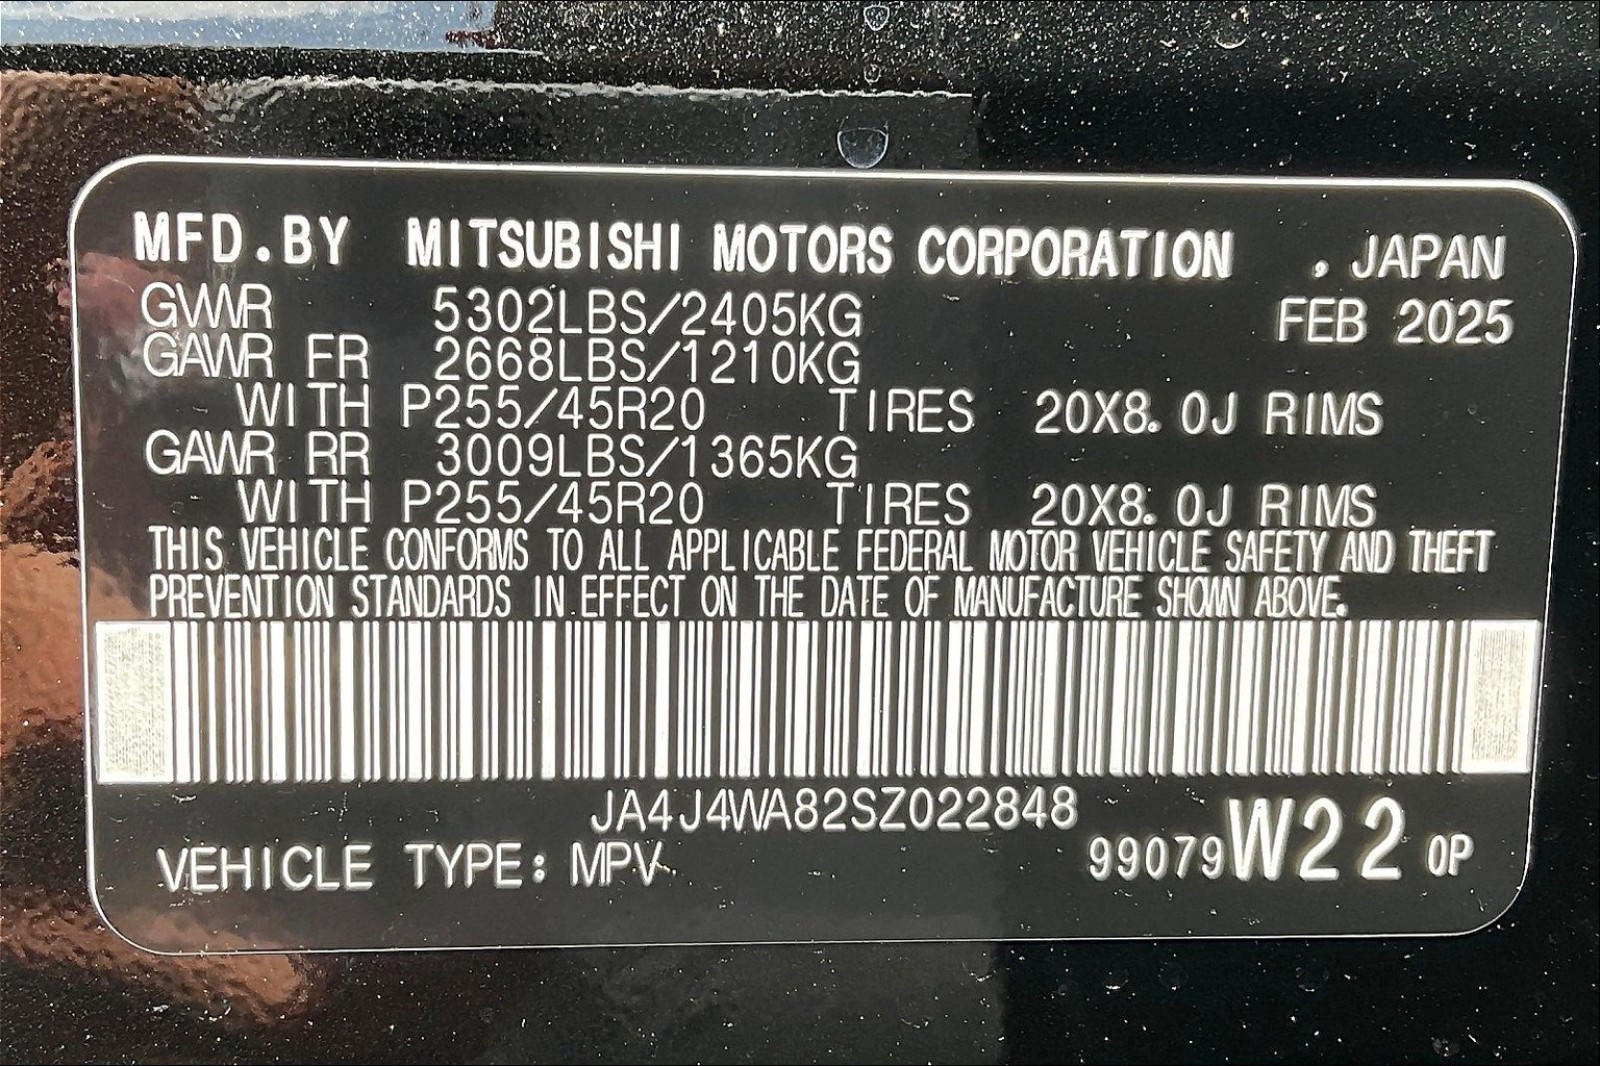 MFD.BY MITSUBISHI MOTORS CORPORATION , JAPAN
GVWR 5302LBS/2405KG FEB 2025
GAWR FR 2668LBS/1210KG
WITH P255/45R20 TIRES 20X8.0J RIMS
GAWR RR 3009LBS/1365KG
WITH P255/45R20 TIRES 20X8.0J RIMS
THIS VEHICLE CONFORMS TO ALL APPLICABLE FEDERAL MOTOR VEHICLE SAFETY AND THEFT
PREVENTION STANDARDS IN EFFECT ON THE DATE OF MANUFACTURE SHOWN ABOVE.
JA4J4WA82SZ022848
VEHICLE TYPE: MPV 99079W22 0P